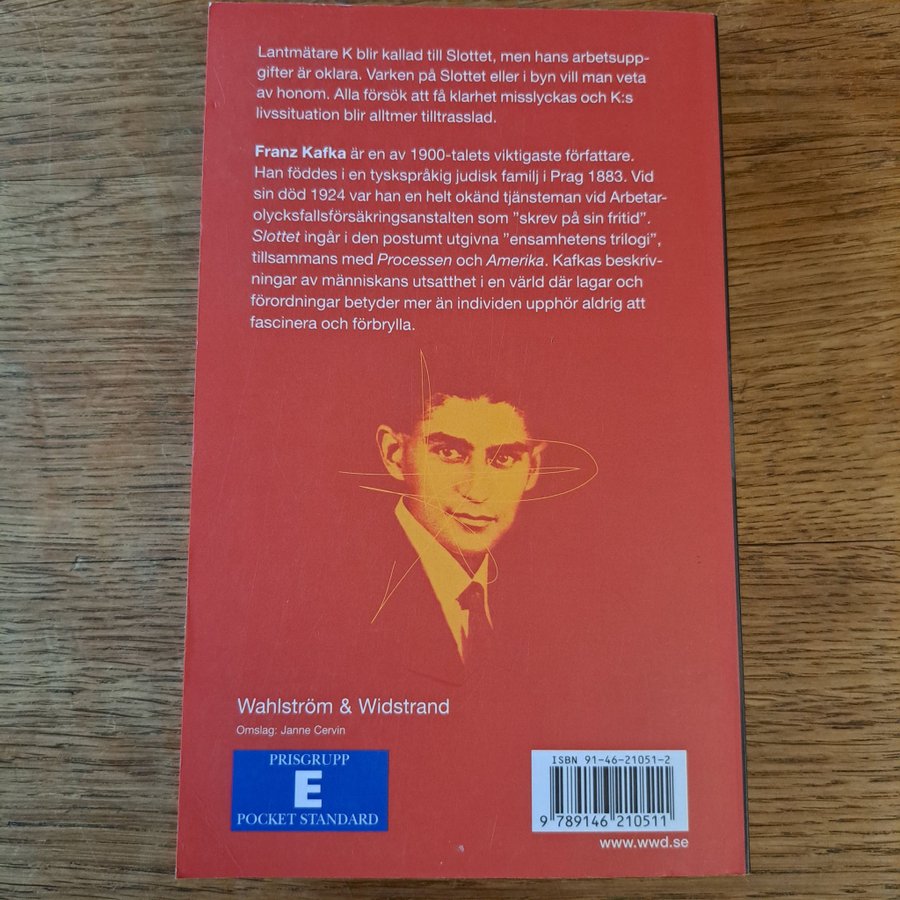 Lantmätare K blir kallad till Slottet, men hans arbetsupp-
gifter är oklara. Varken på Slottet eller i byn vill man veta
av honom. Alla försök att få klarhet misslyckas och K:s
livssituation blir alltmer tilltrasslad.
Franz Kafka är en av 1900-talets viktigaste författare.
Han föddes i en tyskspråkig judisk familj i Prag 1883. Vid
sin död 1924 var han en helt okänd tjänsteman vid Arbetar-
olycksfallsförsäkringsanstalten som ”skrev på sin fritid”.
Slottet ingår i den postumt utgivna ”ensamhetens trilogi”,
tillsammans med Processen och Amerika. Kafkas beskriv-
ningar av människans utsatthet i en värld där lagar och
förordningar betyder mer än individen upphör aldrig att
fascinera och förbrylla.
Wahlström & Widstrand
Omslag: Janne Cervin
PRISGRUPP
E
POCKET STANDARD
ISBN 91-46-21051-2
9 789146 210511
www.wwd.se